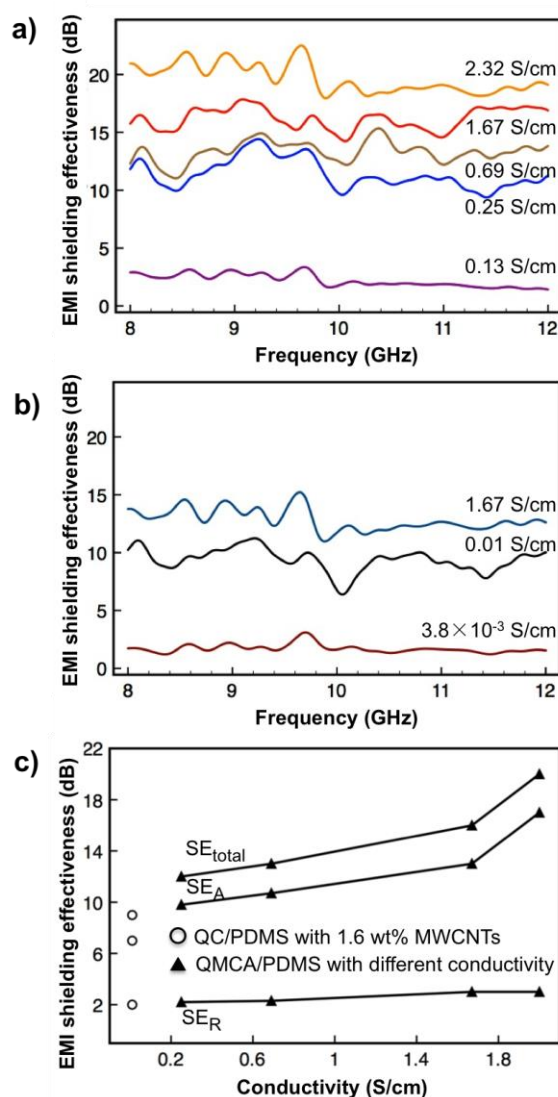 a)
EMI shielding effectiveness (dB)
20
15
10
5
0
2.32 S/cm
1.67 S/cm
0.69 S/cm
0.25 S/cm
0.13 S/cm
8 9 10 11 12
Frequency (GHz)
b)
EMI shielding effectiveness (dB)
20
15
10
5
0
1.67 S/cm
0.01 S/cm
3.8×10⁻³ S/cm
8 9 10 11 12
Frequency (GHz)
c)
EMI shielding effectiveness (dB)
22
18
14
10
6
2
SE_total
SE_A
QC/PDMS with 1.6 wt% MWCNTs
QMCA/PDMS with different conductivity
SE_R
0.2 0.6 1 1.4 1.8
Conductivity (S/cm)